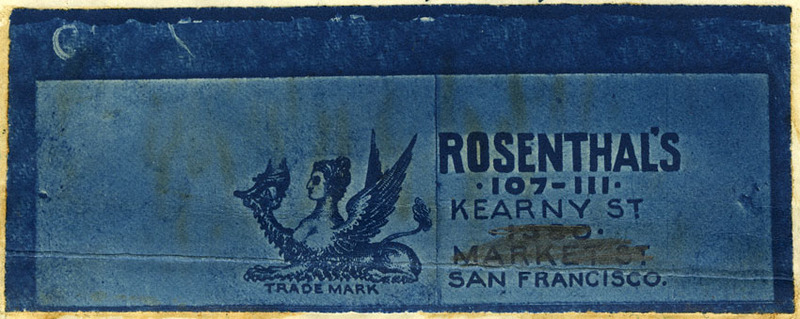 ROSENTHAL'S
·107-111·
KEARNY ST
MARKET ST
SAN FRANCISCO.
TRADE MARK